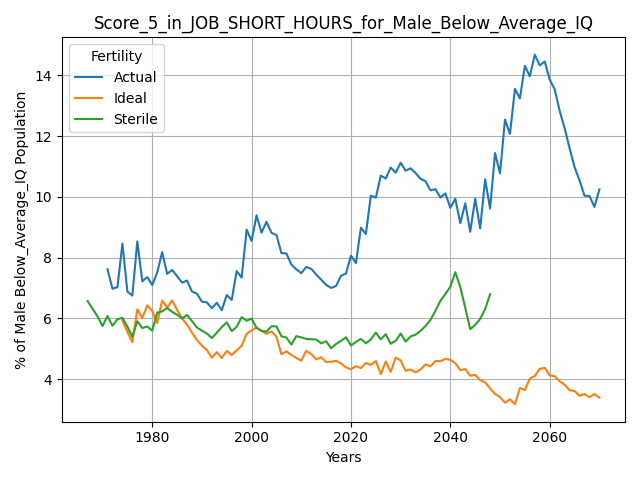 Score_5_in_JOB_SHORT_HOURS_for_Male_Below_Average_IQ
Fertility
Actual
Ideal
Sterile
% of Male Below_Average_IQ Population
14
12
10
8
6
4
1980
2000
2020
2040
2060
Years